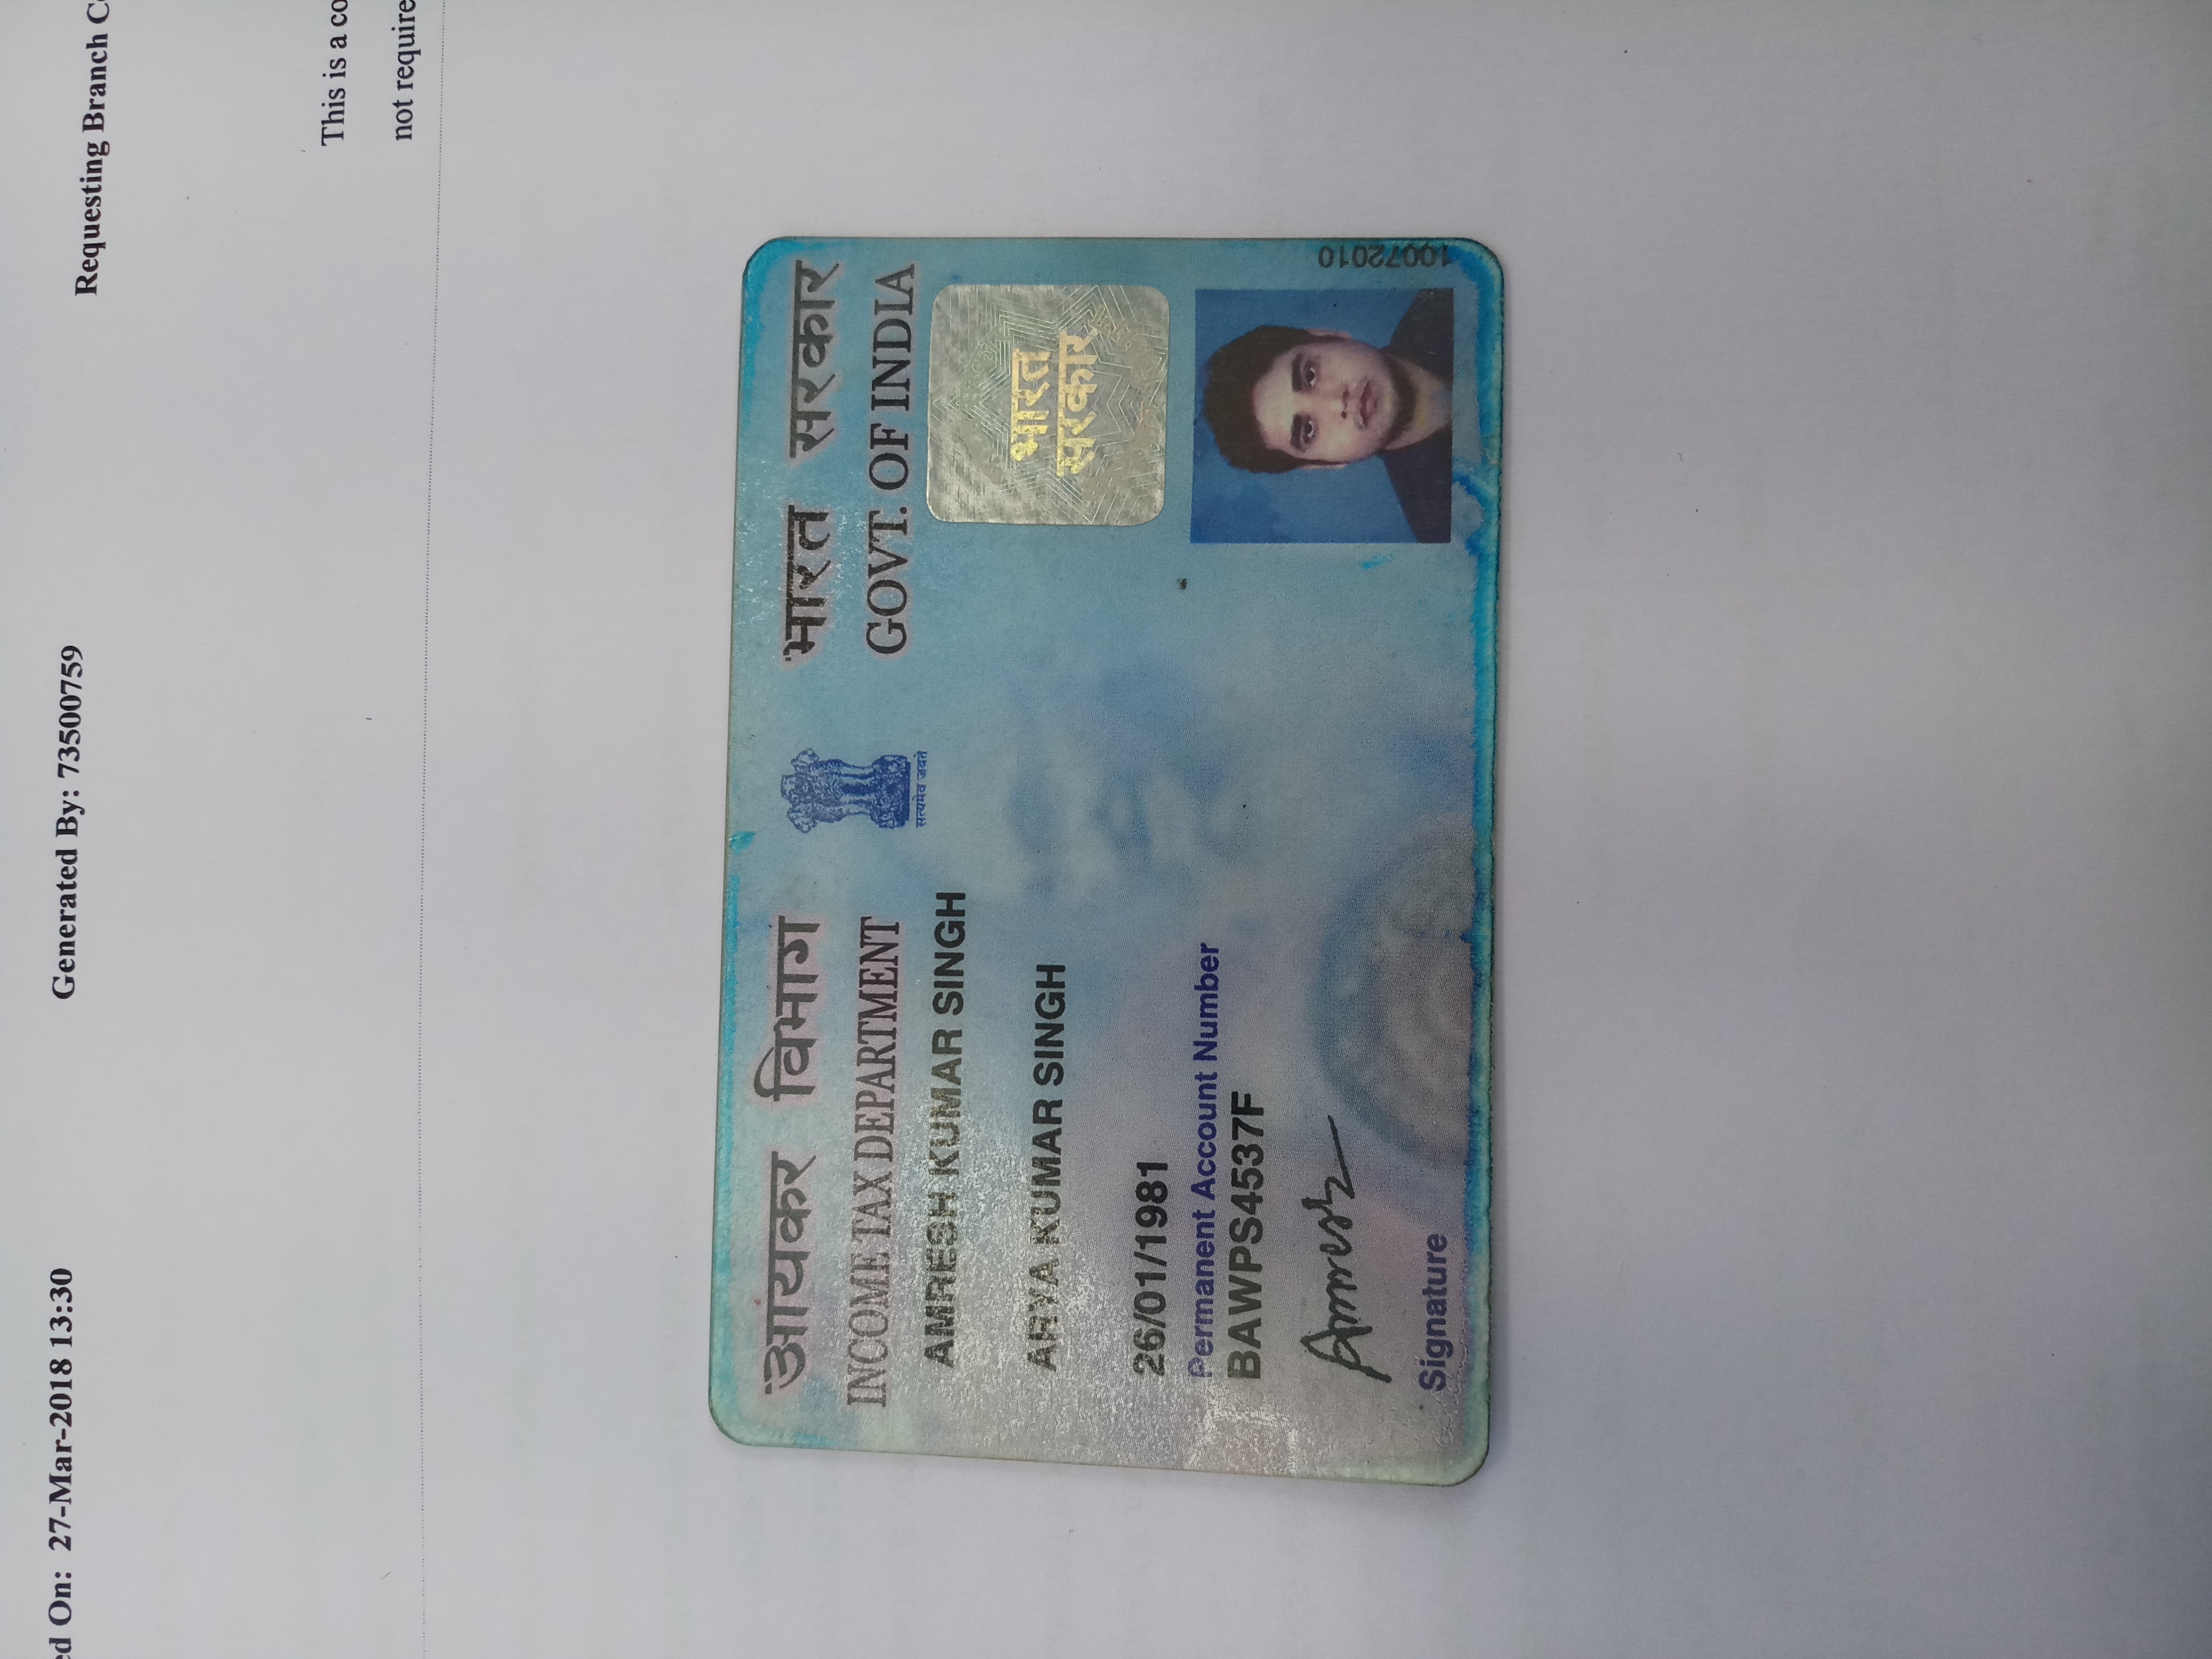 ed On: 27-Mar-2018 13:30 Generated By: 73500759 Requesting Branch
This is a
not
आयकर विभाग भारत सरकार
INCOME TAX DEPARTMENT GOVT. OF INDIA
सत्यमेव जयते
AMRESH KUMAR SINGH
ARYA KUMAR SINGH
भारत
सरकार
26/01/1981
Permanent Account Number
BAWPS4537F
Amresh
Signature
10072010